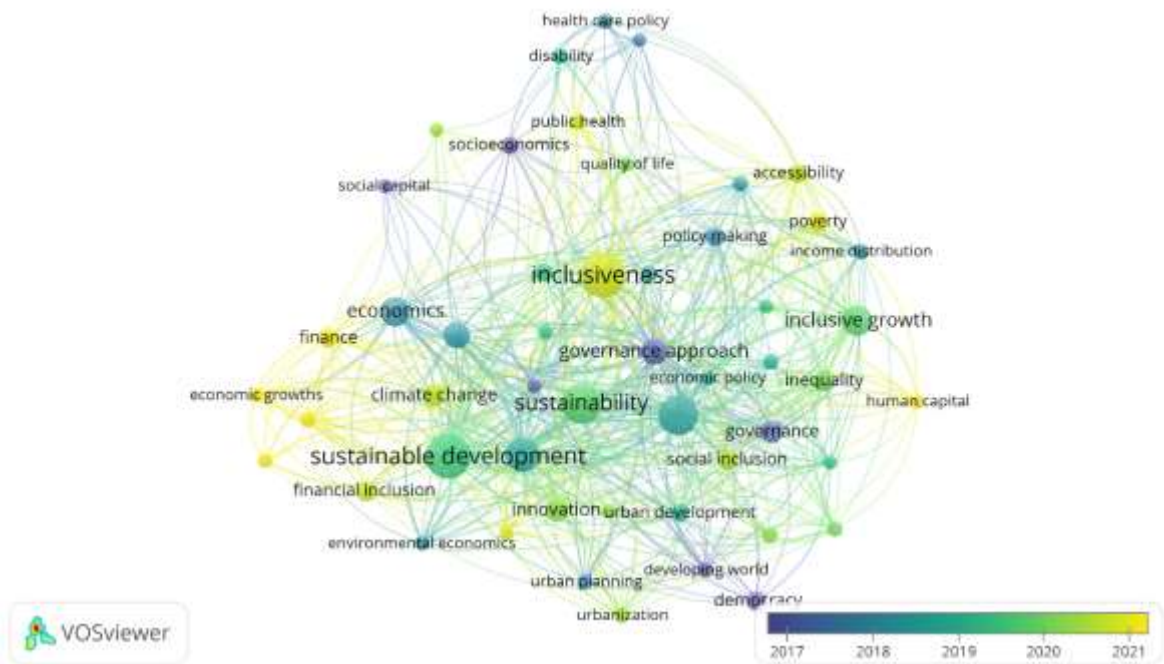 health care policy
disability
public health
socioeconomics
quality of life
accessibility
social capital
poverty
policy making
income distribution
inclusiveness
economics
inclusive growth
finance
governance approach
economic policy
inequality
economic growths
climate change
human capital
sustainability
governance
sustainable development
social inclusion
financial inclusion
innovation
urban development
environmental economics
developing world
urban planning
democracy
urbanization
VOSviewer
2017 2018 2019 2020 2021